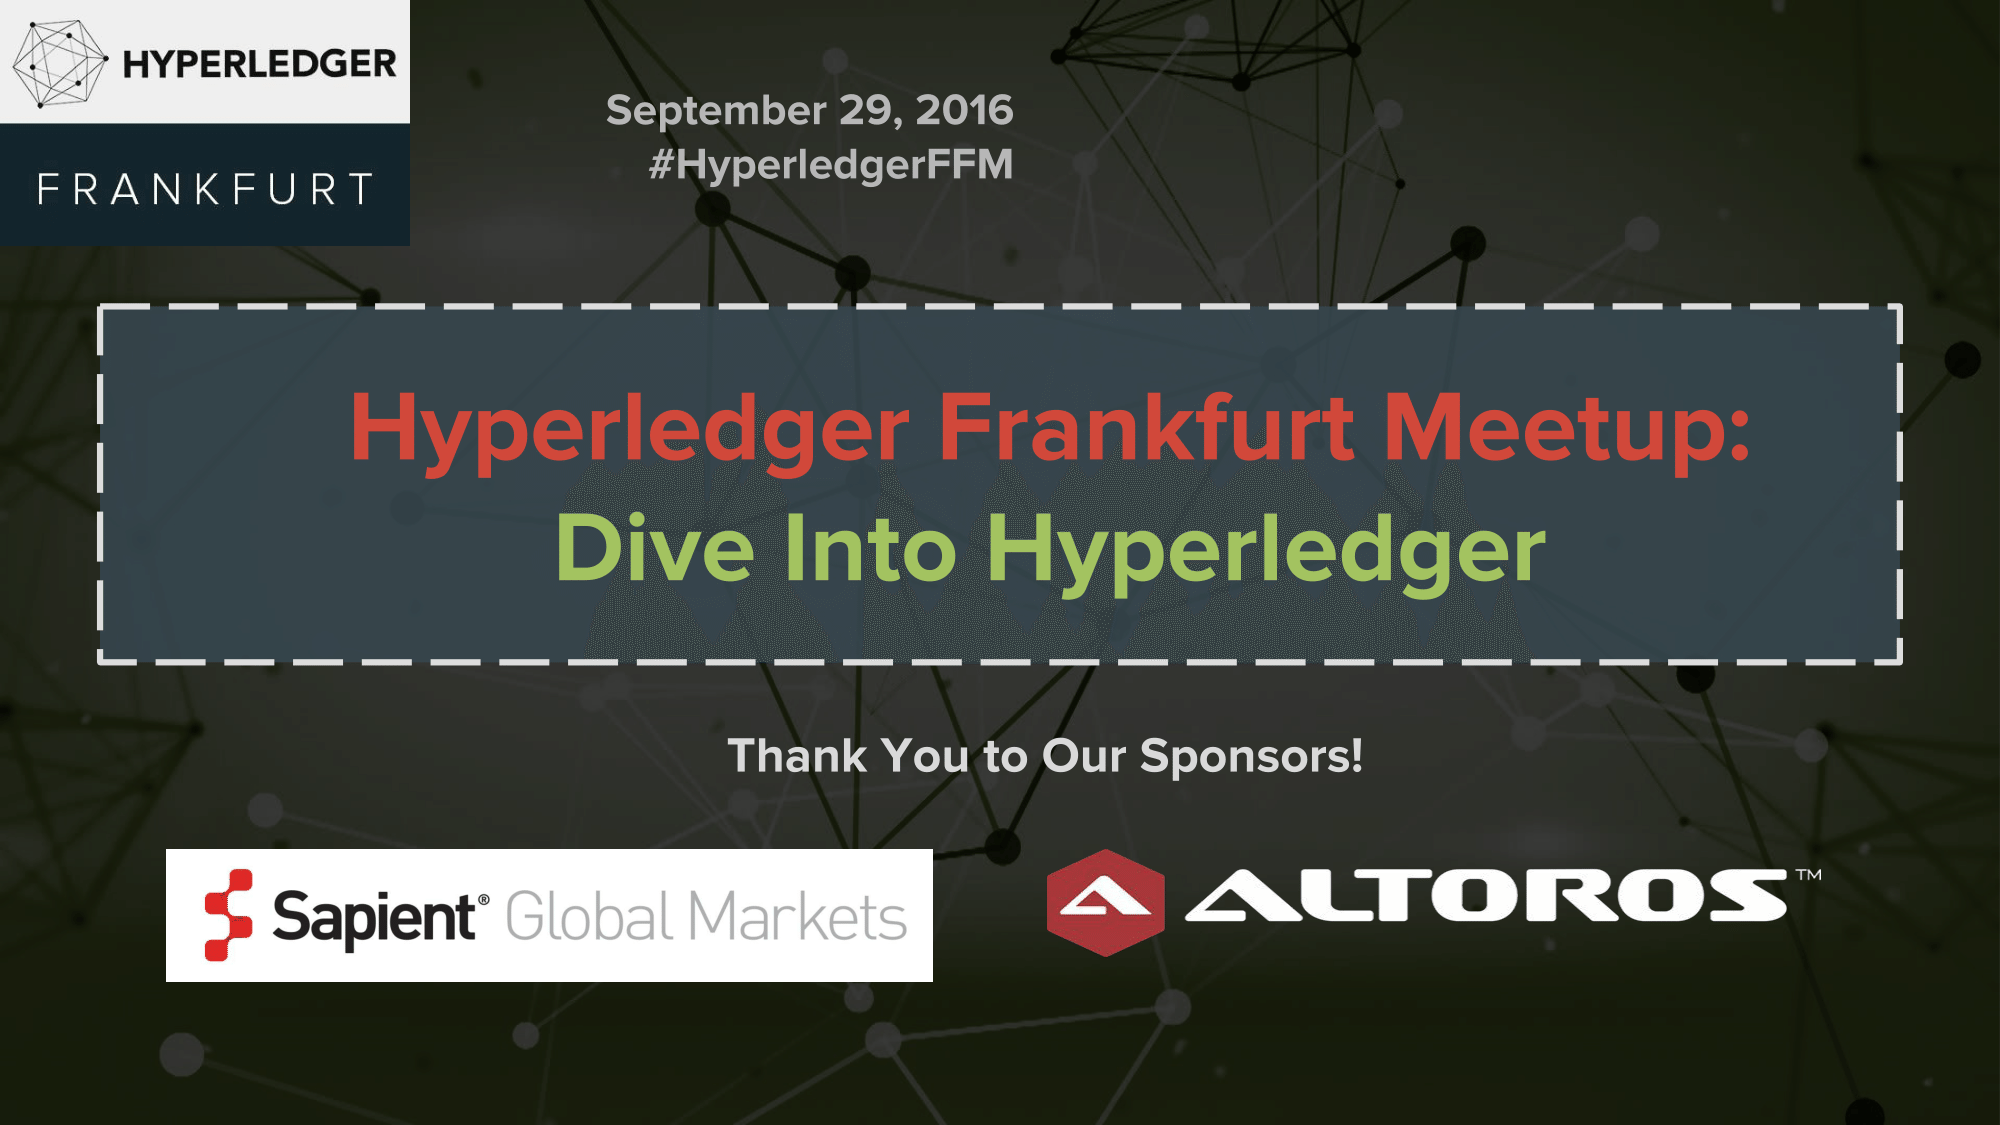 HYPERLEDGER
FRANKFURT
September 29, 2016
#HyperledgerFFM
Hyperledger Frankfurt Meetup:
Dive Into Hyperledger
Thank You to Our Sponsors!
Sapient® Global Markets
ALTOROS™